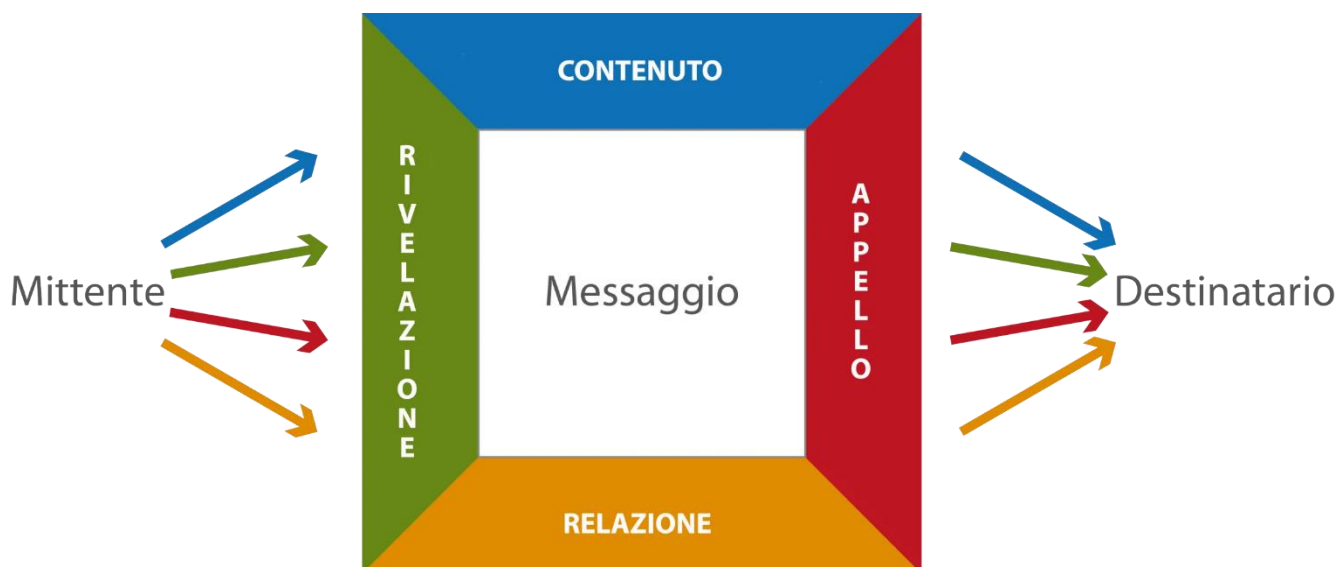 CONTENUTO
RIVELAZIONE
APPELLO
Mittente
Messaggio
Destinatario
RELAZIONE